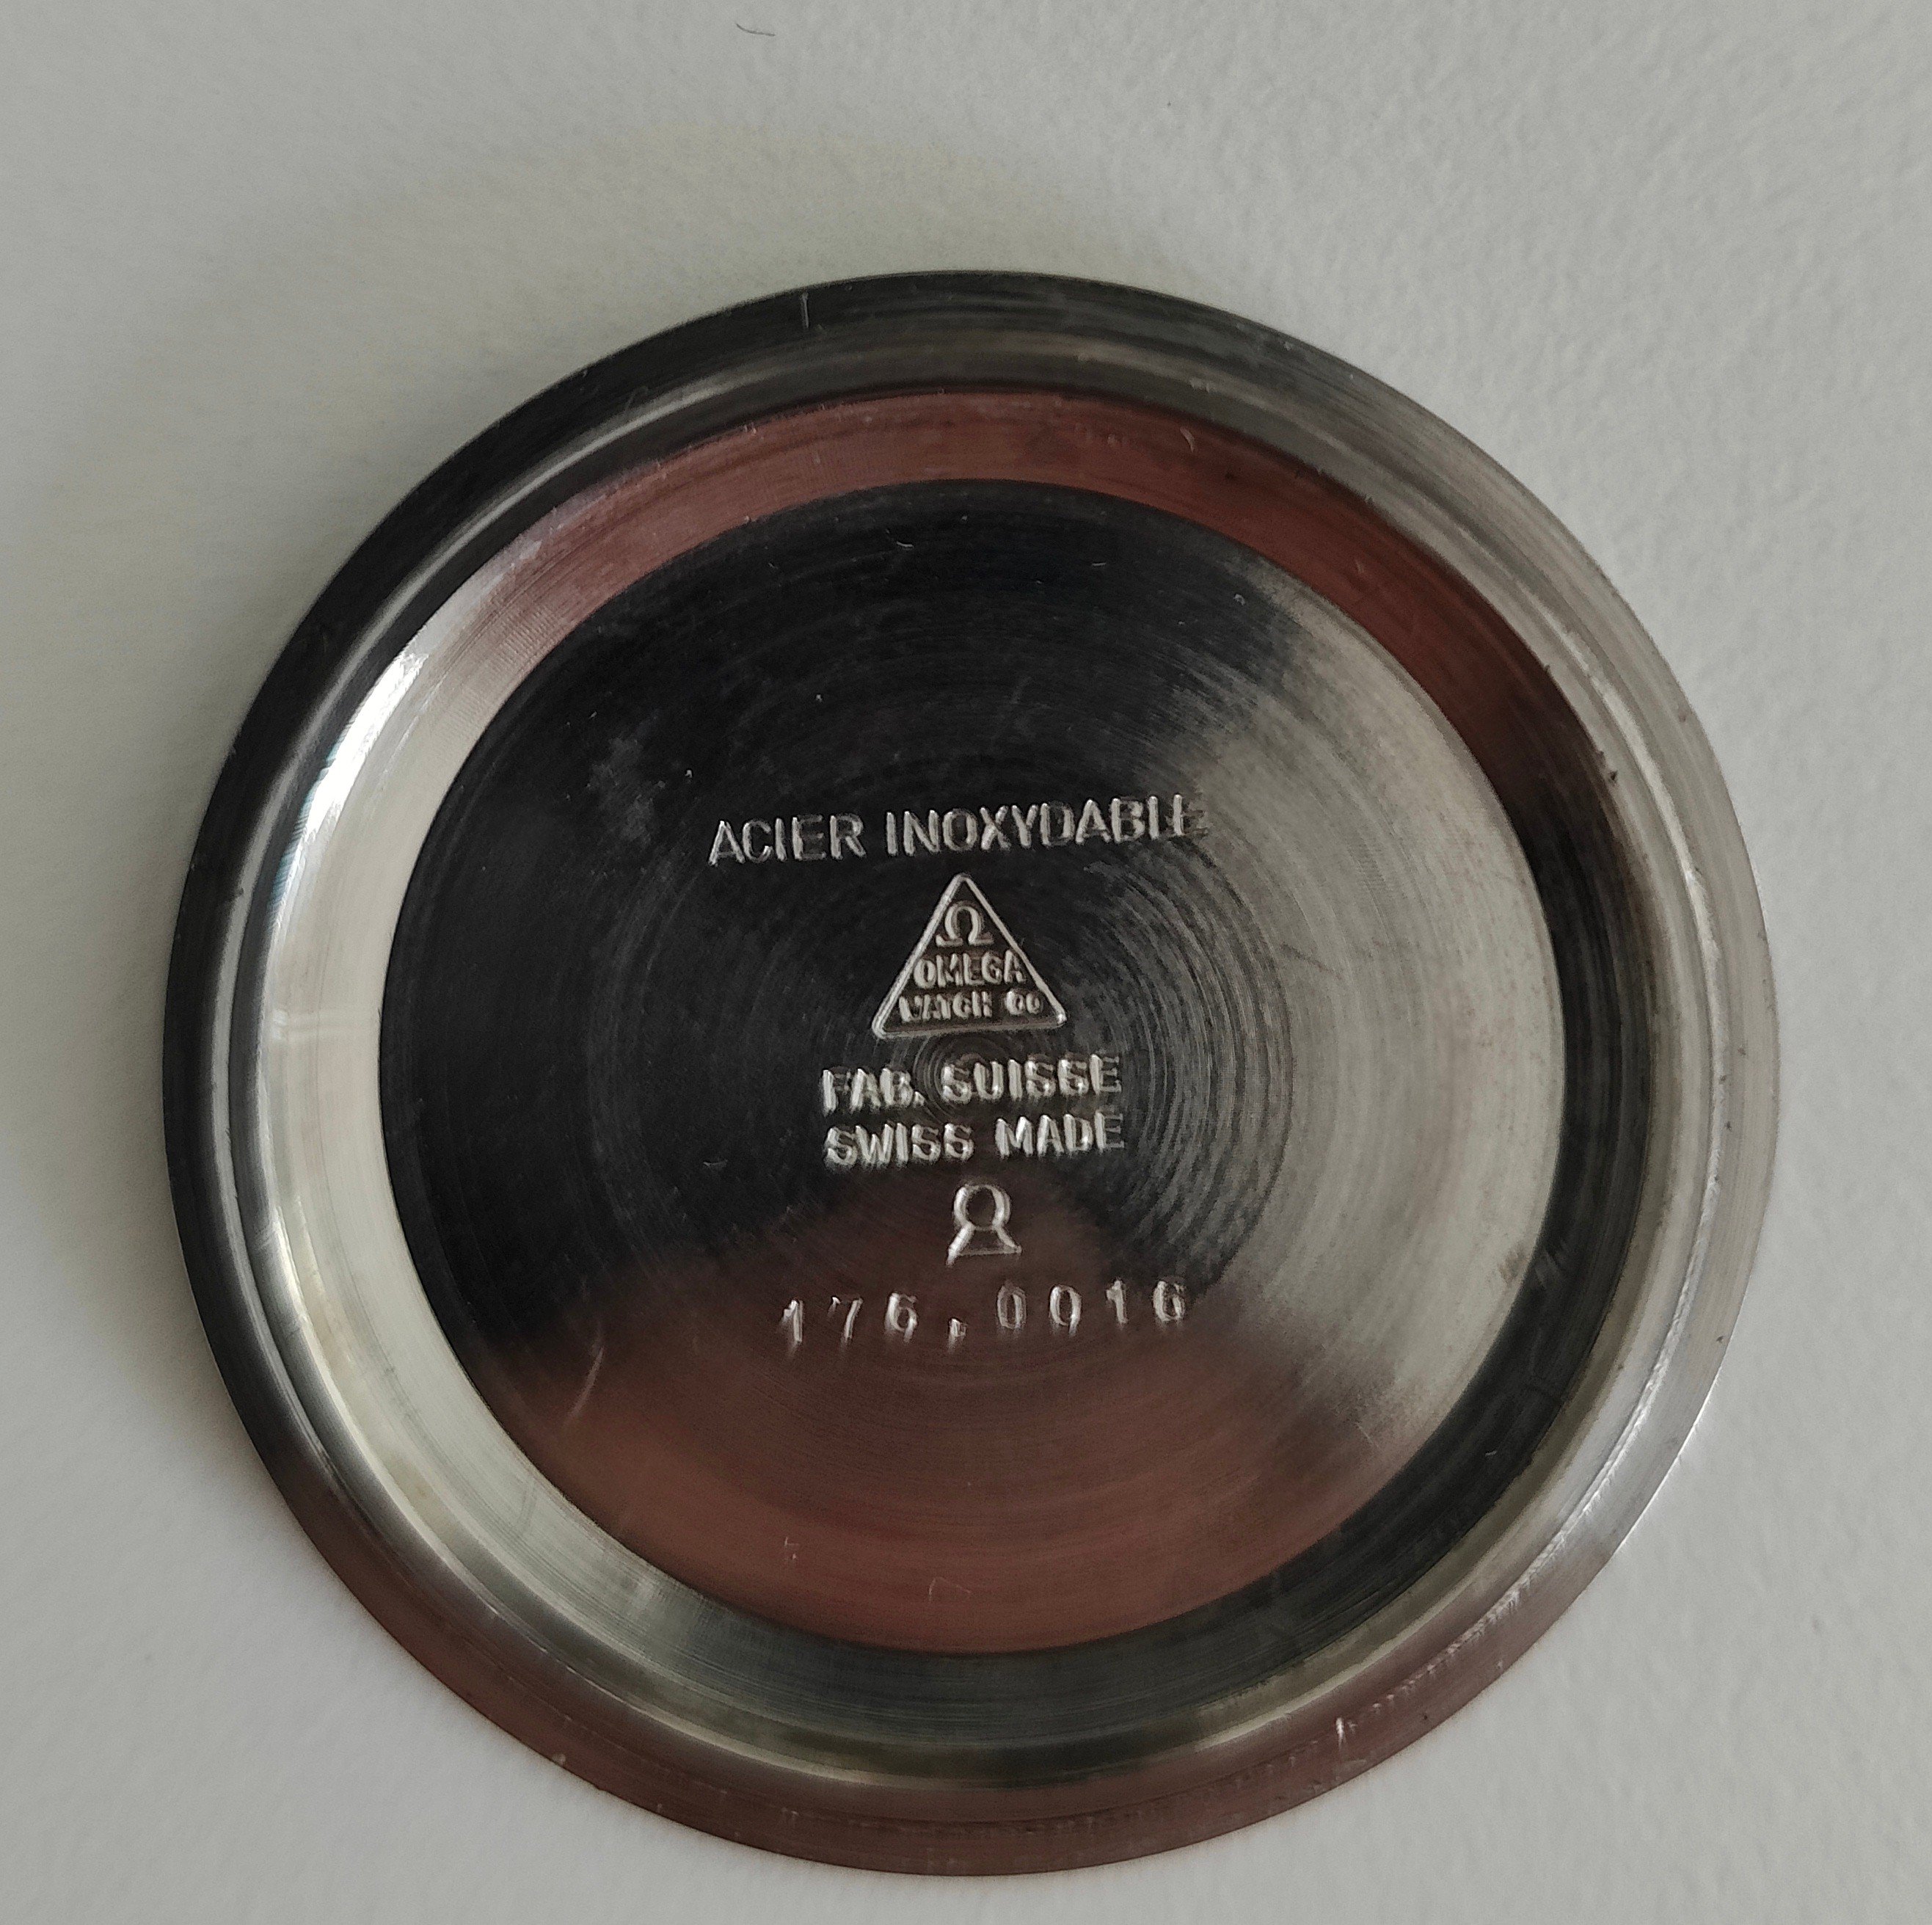 ACIER INOXYDABLE
Ω
OMEGA
WATCH Co
FAB. SUISSE
SWISS MADE
176.0016